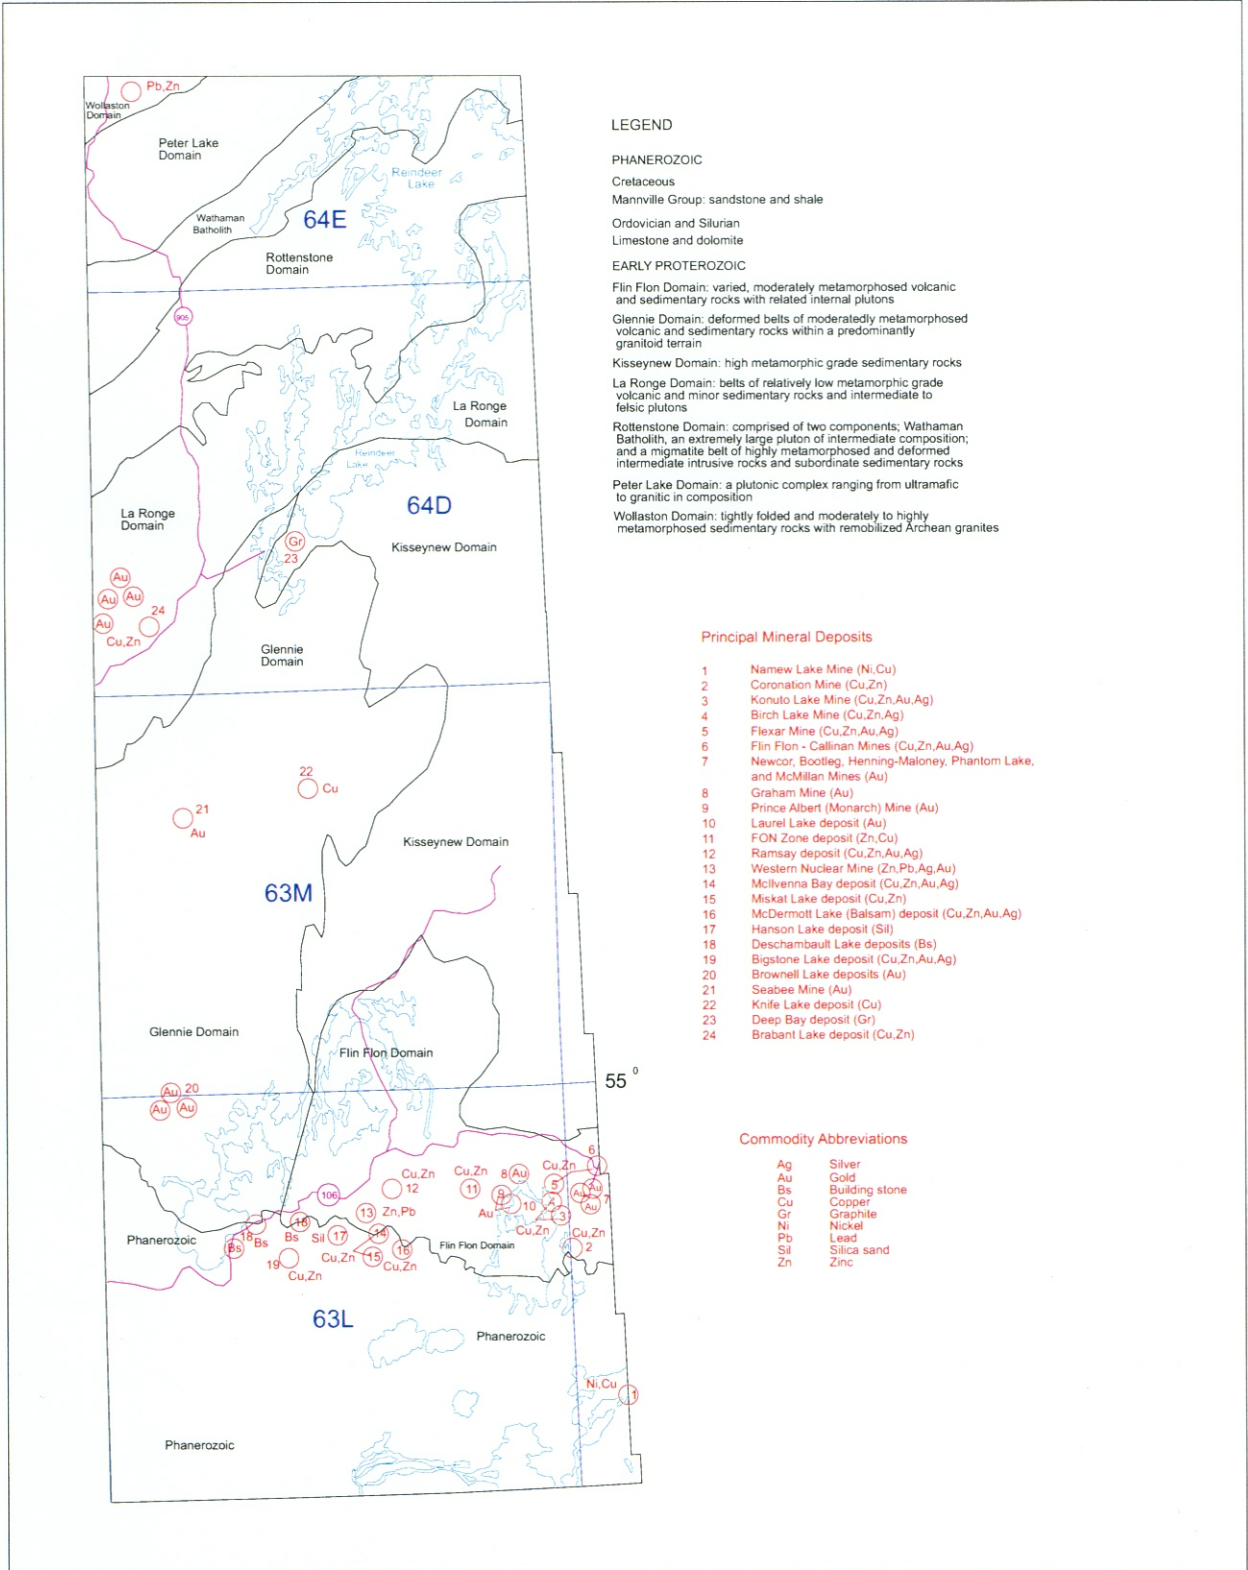 Pb,Zn
Wollaston
Domain
Peter Lake
Domain
Reindeer
Lake
Wathaman
Batholith
64E
Rottenstone
Domain
905
La Ronge
Domain
Reindeer
Lake
64D
La Ronge
Domain
Kisseynew Domain
Gr
23
Au
Au
Au
Au
24
Cu,Zn
Glennie
Domain
22
Cu
21
Au
Kisseynew Domain
63M
Glennie Domain
Flin Flon Domain
55 0
Au
20
Au
Au
6
Cu,Zn
12
Cu,Zn
11
8
Au
Cu,Zn
5
Au
Au
7
Au
9
Au
10
4
3
Cu,Zn
106
13
Zn,Pb
Phanerozoic
18
Bs
Bs
18
Bs
Sil
17
14
Cu,Zn
15
16
Cu,Zn
Flin Flon Domain
Cu,Zn
2
19
Cu,Zn
63L
Phanerozoic
Ni,Cu
1
Phanerozoic
LEGEND
PHANEROZOIC
Cretaceous
Mannville Group: sandstone and shale
Ordovician and Silurian
Limestone and dolomite
EARLY PROTEROZOIC
Flin Flon Domain: varied, moderately metamorphosed volcanic
and sedimentary rocks with related internal plutons
Glennie Domain: deformed belts of moderatedly metamorphosed
volcanic and sedimentary rocks within a predominantly
granitoid terrain
Kisseynew Domain: high metamorphic grade sedimentary rocks
La Ronge Domain: belts of relatively low metamorphic grade
volcanic and minor sedimentary rocks and intermediate to
felsic plutons
Rottenstone Domain: comprised of two components; Wathaman
Batholith, an extremely large pluton of intermediate composition;
and a migmatite belt of highly metamorphosed and deformed
intermediate intrusive rocks and subordinate sedimentary rocks
Peter Lake Domain: a plutonic complex ranging from ultramafic
to granitic in composition
Wollaston Domain: tightly folded and moderately to highly
metamorphosed sedimentary rocks with remobilized Archean granites
Principal Mineral Deposits
1 Namew Lake Mine (Ni,Cu)
2 Coronation Mine (Cu,Zn)
3 Konuto Lake Mine (Cu,Zn,Au,Ag)
4 Birch Lake Mine (Cu,Zn,Ag)
5 Flexar Mine (Cu,Zn,Au,Ag)
6 Flin Flon - Callinan Mines (Cu,Zn,Au,Ag)
7 Newcor, Bootleg, Henning-Maloney, Phantom Lake,
and McMillan Mines (Au)
8 Graham Mine (Au)
9 Prince Albert (Monarch) Mine (Au)
10 Laurel Lake deposit (Au)
11 FON Zone deposit (Zn,Cu)
12 Ramsay deposit (Cu,Zn,Au,Ag)
13 Western Nuclear Mine (Zn,Pb,Ag,Au)
14 McIlvenna Bay deposit (Cu,Zn,Au,Ag)
15 Miskat Lake deposit (Cu,Zn)
16 McDermott Lake (Balsam) deposit (Cu,Zn,Au,Ag)
17 Hanson Lake deposit (Sil)
18 Deschambault Lake deposits (Bs)
19 Bigstone Lake deposit (Cu,Zn,Au,Ag)
20 Brownell Lake deposits (Au)
21 Seabee Mine (Au)
22 Knife Lake deposit (Cu)
23 Deep Bay deposit (Gr)
24 Brabant Lake deposit (Cu,Zn)
Commodity Abbreviations
Ag Silver
Au Gold
Bs Building stone
Cu Copper
Gr Graphite
Ni Nickel
Pb Lead
Sil Silica sand
Zn Zinc